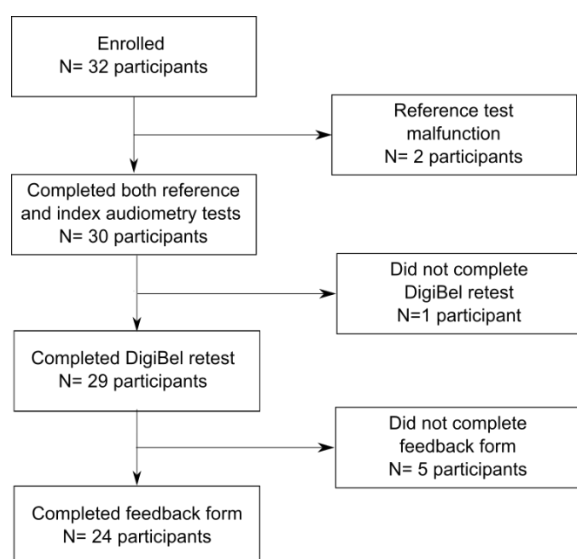 Enrolled
N= 32 participants
Reference test
malfunction
N= 2 participants
Completed both reference
and index audiometry tests
N= 30 participants
Did not complete
DigiBel retest
N=1 participant
Completed DigiBel retest
N= 29 participants
Did not complete
feedback form
N= 5 participants
Completed feedback form
N= 24 participants